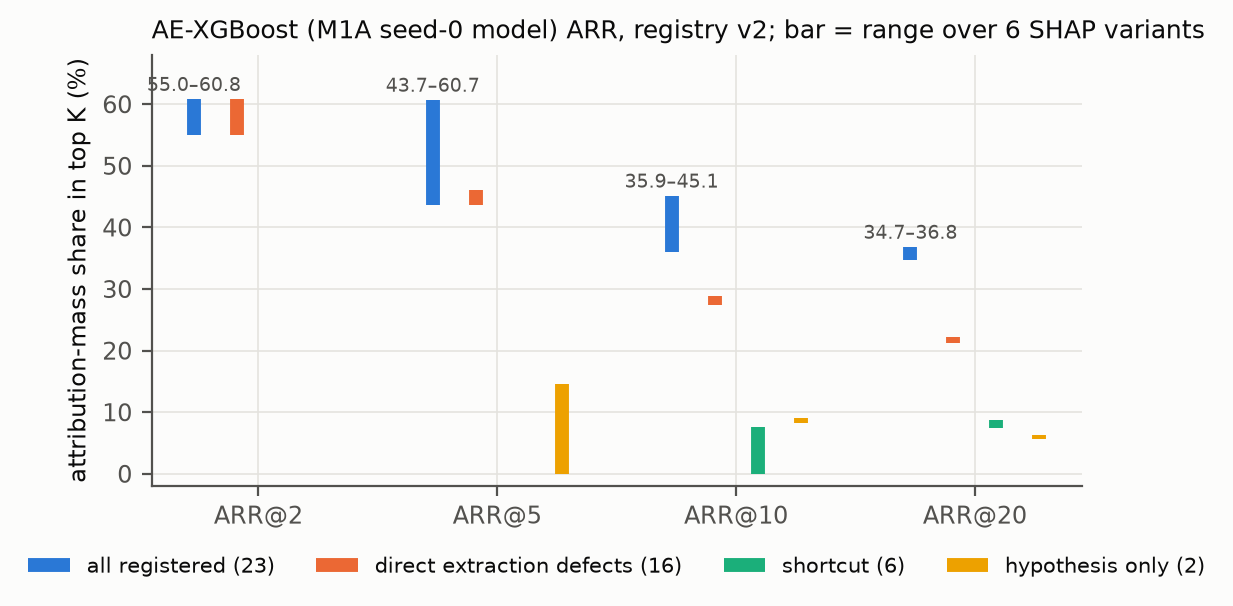 AE-XGBoost (M1A seed-0 model) ARR, registry v2; bar = range over 6 SHAP variants
attribution-mass share in top K (%)
60
50
40
30
20
10
0
55.0–60.8
43.7–60.7
35.9–45.1
34.7–36.8
ARR@2
ARR@5
ARR@10
ARR@20
all registered (23)
direct extraction defects (16)
shortcut (6)
hypothesis only (2)